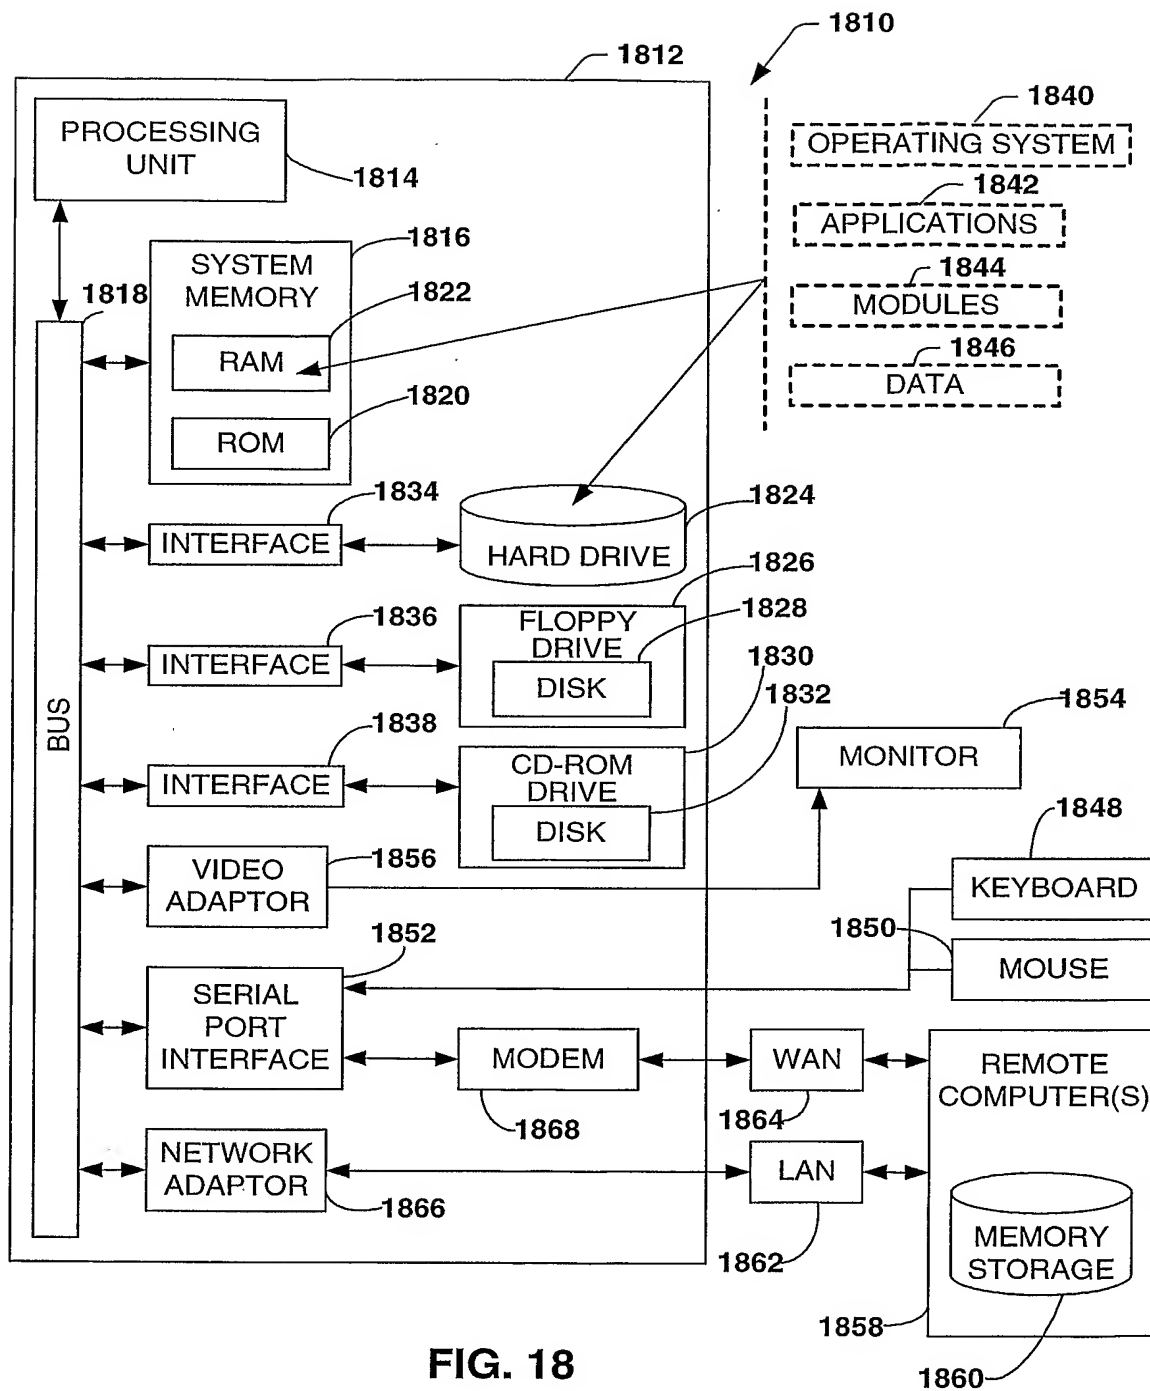 1810
1812
PROCESSING
UNIT
1814
1840
OPERATING SYSTEM
1842
APPLICATIONS
1844
MODULES
1846
DATA
1816
SYSTEM
MEMORY
1822
RAM
1820
ROM
1818
BUS
1834
INTERFACE
1824
HARD DRIVE
1826
1836
INTERFACE
FLOPPY
DRIVE
1828
DISK
1830
1832
1838
INTERFACE
CD-ROM
DRIVE
DISK
1854
MONITOR
1856
VIDEO
ADAPTOR
1848
KEYBOARD
1850
MOUSE
1852
SERIAL
PORT
INTERFACE
MODEM
1868
WAN
1864
REMOTE
COMPUTER(S)
NETWORK
ADAPTOR
1866
LAN
1862
MEMORY
STORAGE
1858
1860
FIG. 18